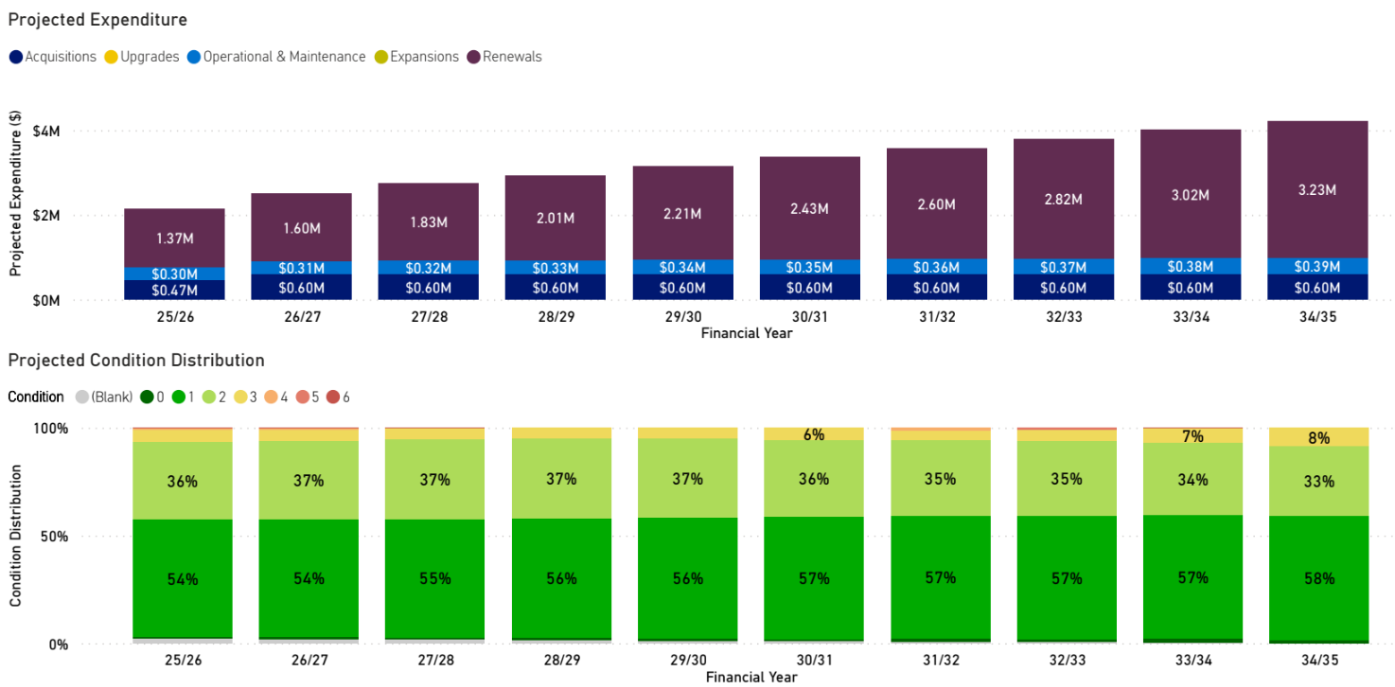 Projected Expenditure
Acquisitions Upgrades Operational & Maintenance Expansions Renewals
Projected Expenditure ($)
$4M
$2M
$0M
1.37M 1.60M 1.83M 2.01M 2.21M 2.43M 2.60M 2.82M 3.02M 3.23M
$0.30M $0.31M $0.32M $0.33M $0.34M $0.35M $0.36M $0.37M $0.38M $0.39M
$0.47M $0.60M $0.60M $0.60M $0.60M $0.60M $0.60M $0.60M $0.60M $0.60M
25/26 26/27 27/28 28/29 29/30 30/31 31/32 32/33 33/34 34/35
Financial Year
Projected Condition Distribution
Condition (Blank) 0 1 2 3 4 5 6
Condition Distribution
100%
50%
0%
6% 7% 8%
36% 37% 37% 37% 37% 36% 35% 35% 34% 33%
54% 54% 55% 56% 56% 57% 57% 57% 57% 58%
25/26 26/27 27/28 28/29 29/30 30/31 31/32 32/33 33/34 34/35
Financial Year